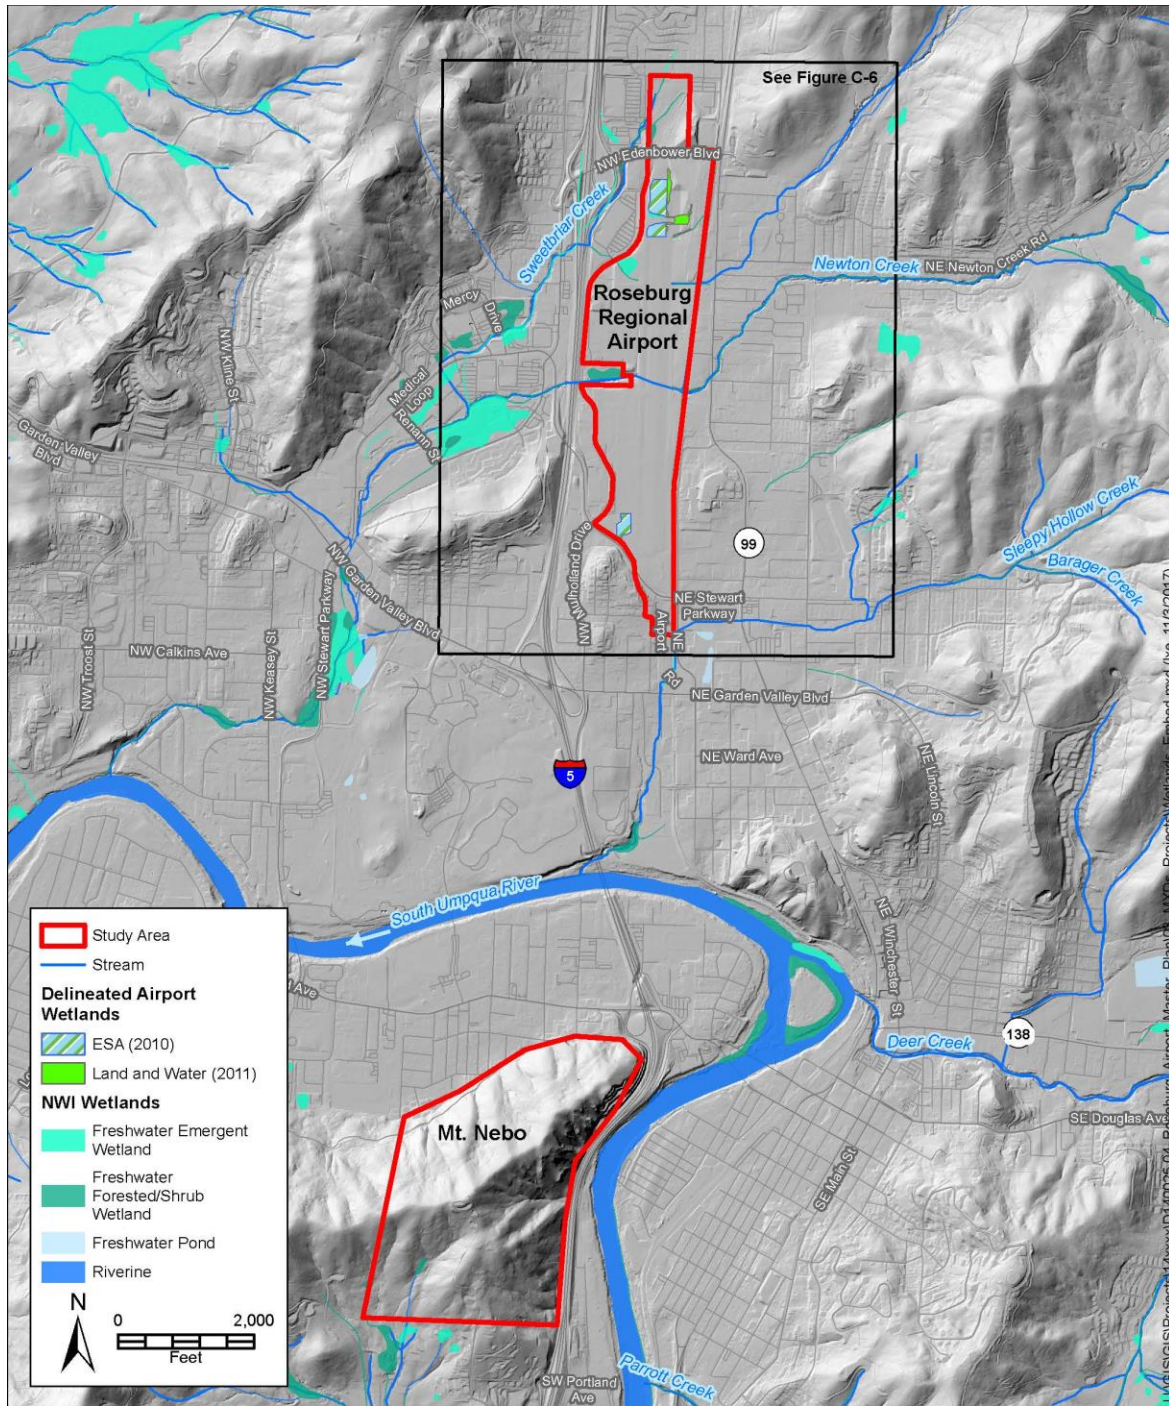 See Figure C-6
NW Edenbower Blvd
Sweetbriar Creek
Newton Creek
NE Newton Creek Rd
Roseburg
Regional
Airport
Mercy
Drive
NW Kline St
Medical
Loop
Renann St
Garden Valley
Blvd
99
Sleepy Hollow Creek
Barager Creek
NW Mulholland Drive
NW Garden Valley Blvd
NE Stewart
Parkway
NE Airport
Rd
NW Troost St
NW Calkins Ave
NW Keasey St
NW Stewart Parkway
NE Garden Valley Blvd
NE Ward Ave
NE Lincoln St
5
South Umpqua River
NE Winchester St
Deer Creek
138
SE Douglas Ave
SE Main St
Mt. Nebo
SW Portland
Ave
Parrott Creek
Study Area
Stream
Delineated Airport
Wetlands
ESA (2010)
Land and Water (2011)
NWI Wetlands
Freshwater Emergent
Wetland
Freshwater
Forested/Shrub
Wetland
Freshwater Pond
Riverine
N
0 2,000
Feet